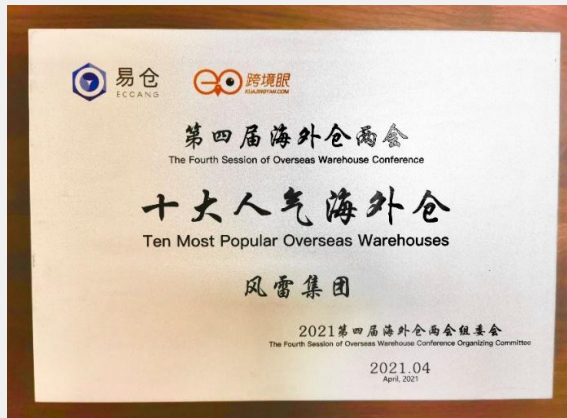 易仓
ECCANG
跨境眼
KUAJINGYAN.COM
第四届海外仓两会
The Fourth Session of Overseas Warehouse Conference
十大人气海外仓
Ten Most Popular Overseas Warehouses
风雷集团
2021第四届海外仓两会组委会
The Fourth Session of Overseas Warehouse Conference Organizing Committee
2021.04
April, 2021